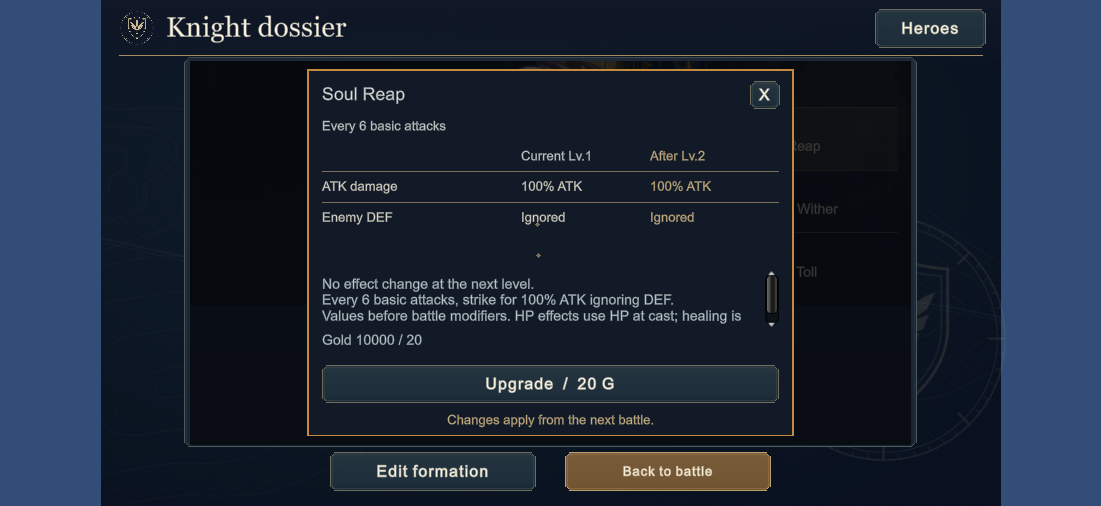 Knight dossier
Heroes
Soul Reap
X
Every 6 basic attacks
Current Lv.1 After Lv.2
ATK damage 100% ATK 100% ATK
Enemy DEF Ignored Ignored
No effect change at the next level.
Every 6 basic attacks, strike for 100% ATK ignoring DEF.
Values before battle modifiers. HP effects use HP at cast; healing is
Gold 10000 / 20
Upgrade / 20 G
Changes apply from the next battle.
Wither
Toll
Edit formation
Back to battle